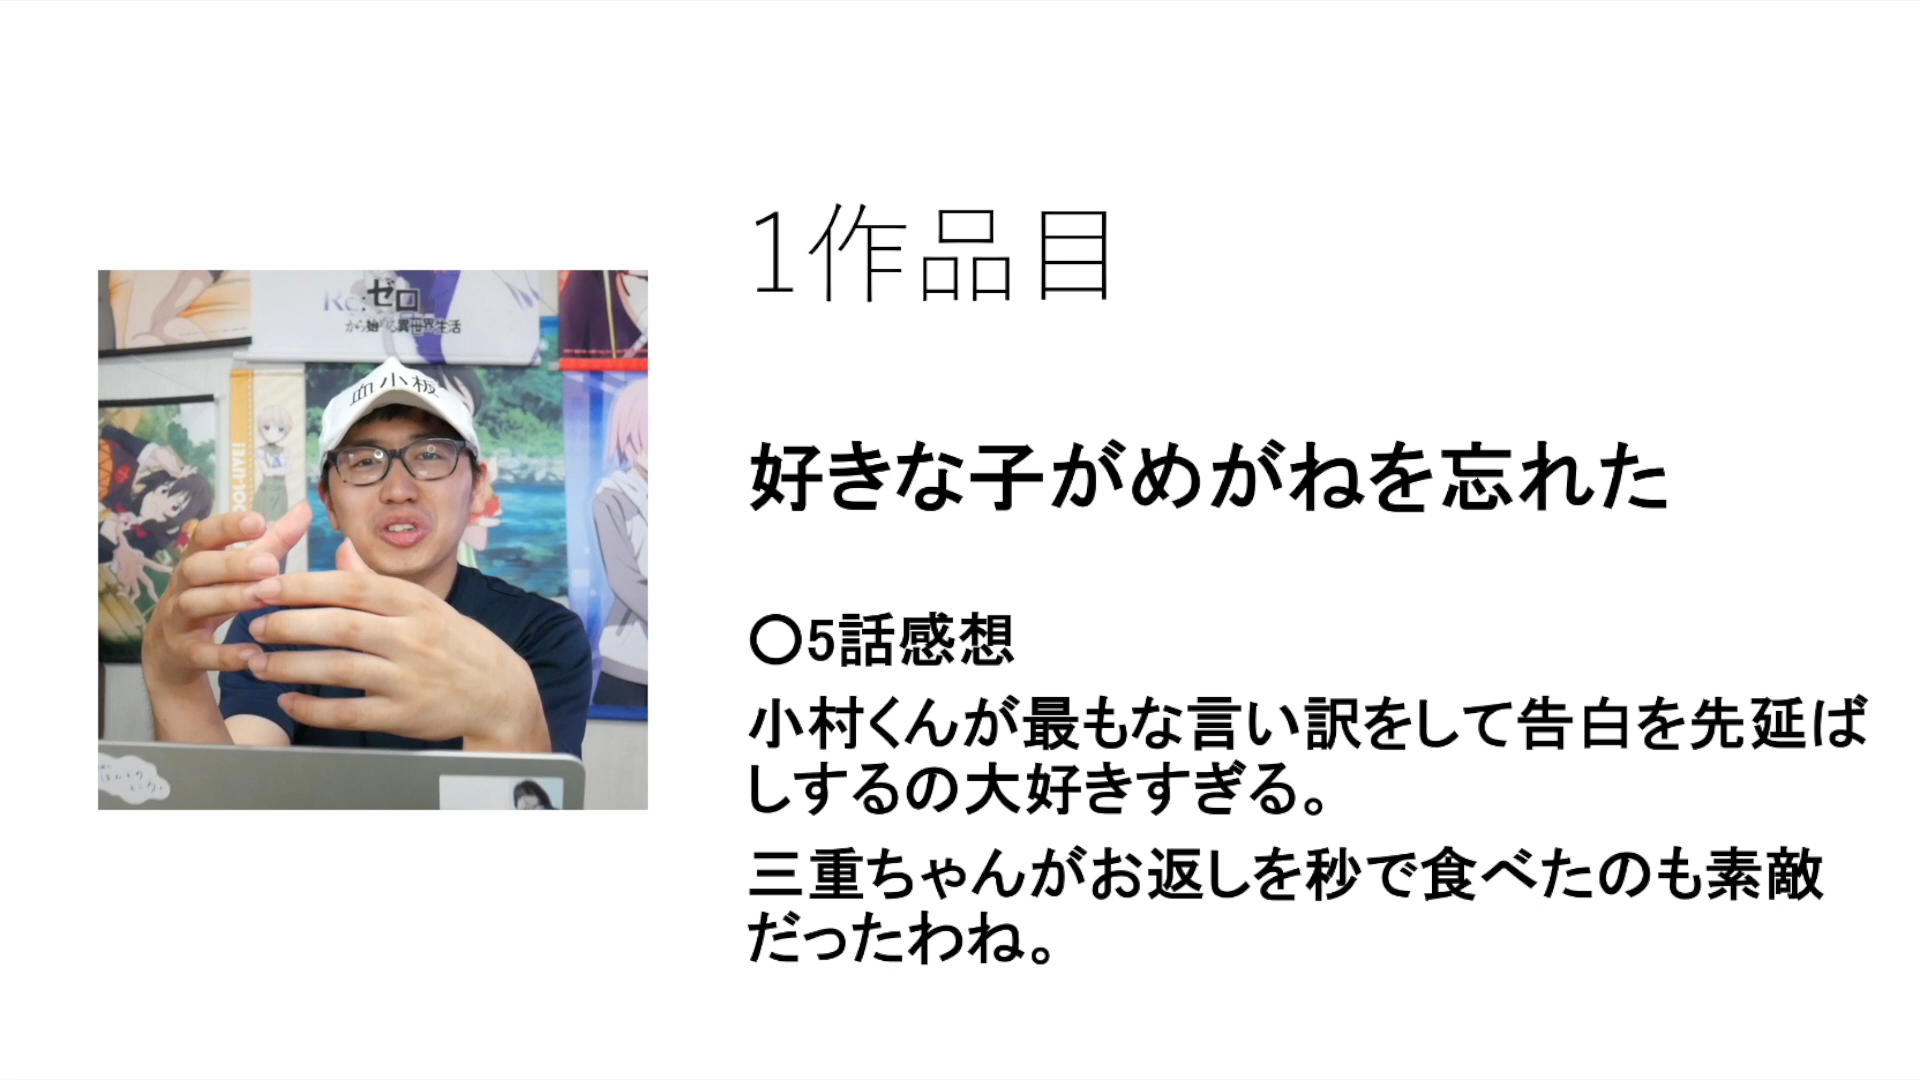 1作品目
好きな子がめがねを忘れた
〇5話感想
小村くんが最もな言い訳をして告白を先延ば
しするの大好きすぎる。
三重ちゃんがお返しを秒で食べたのも素敵
だったわね。
Re:ゼロ
から始める異世界生活
血小板